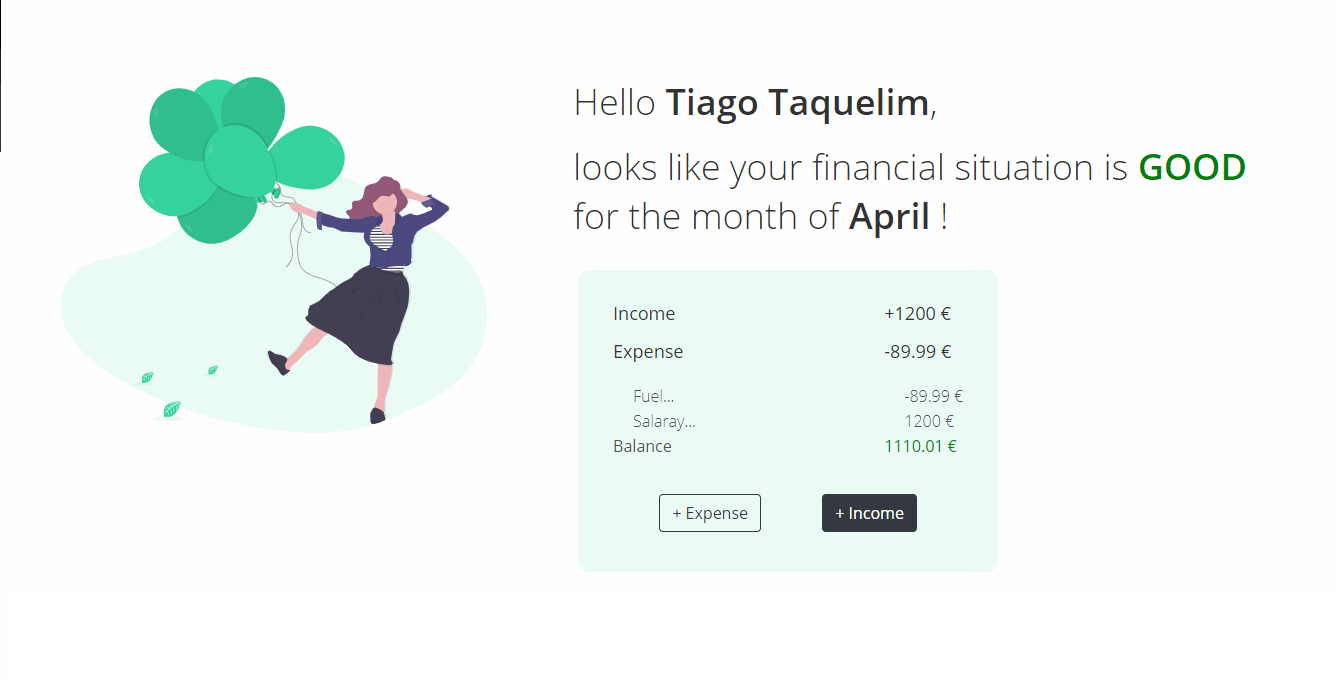 Hello Tiago Taquelim,
looks like your financial situation is GOOD
for the month of April !
Income +1200 €
Expense -89.99 €
Fuel... -89.99 €
Salaray... 1200 €
Balance 1110.01 €
+ Expense + Income